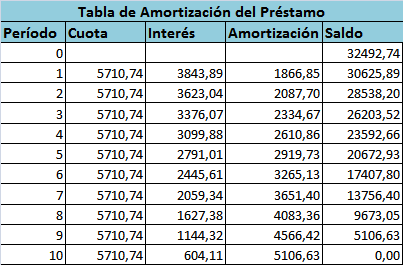 Tabla de Amortización del Préstamo
Período Cuota Interés Amortización Saldo
0 32492,74
1 5710,74 3843,89 1866,85 30625,89
2 5710,74 3623,04 2087,70 28538,20
3 5710,74 3376,07 2334,67 26203,52
4 5710,74 3099,88 2610,86 23592,66
5 5710,74 2791,01 2919,73 20672,93
6 5710,74 2445,61 3265,13 17407,80
7 5710,74 2059,34 3651,40 13756,40
8 5710,74 1627,38 4083,36 9673,05
9 5710,74 1144,32 4566,42 5106,63
10 5710,74 604,11 5106,63 0,00